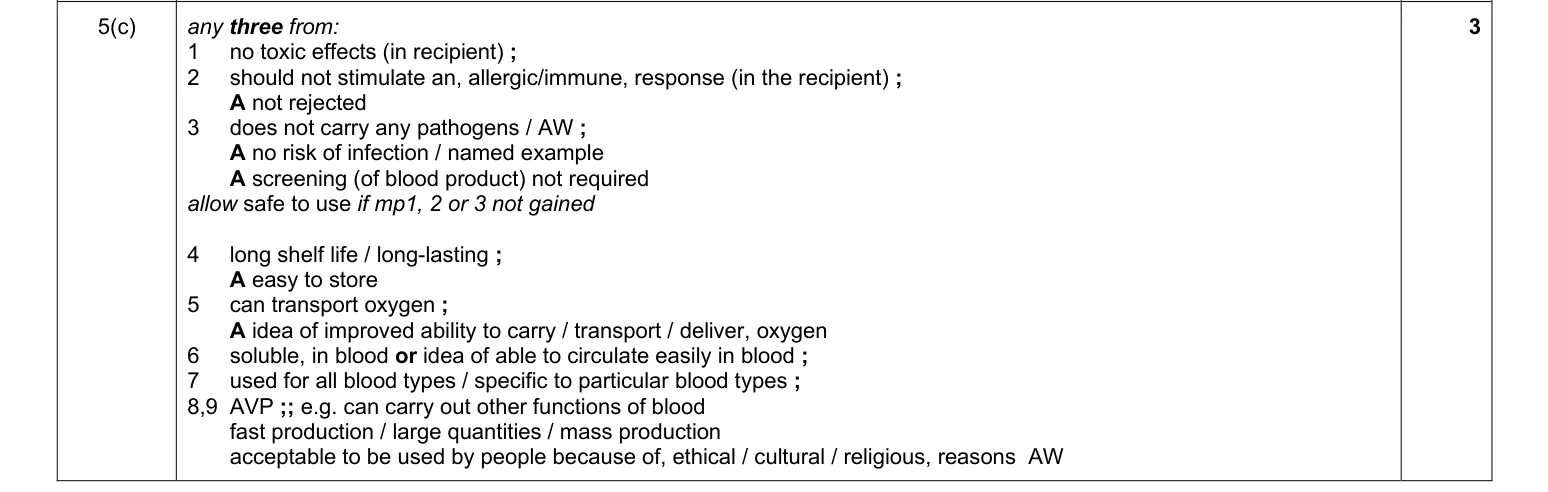 5(c) any three from: 3
1 no toxic effects (in recipient) ;
2 should not stimulate an, allergic/immune, response (in the recipient) ;
A not rejected
3 does not carry any pathogens / AW ;
A no risk of infection / named example
A screening (of blood product) not required
allow safe to use if mp1, 2 or 3 not gained
4 long shelf life / long-lasting ;
A easy to store
5 can transport oxygen ;
A idea of improved ability to carry / transport / deliver, oxygen
6 soluble, in blood or idea of able to circulate easily in blood ;
7 used for all blood types / specific to particular blood types ;
8,9 AVP ;; e.g. can carry out other functions of blood
fast production / large quantities / mass production
acceptable to be used by people because of, ethical / cultural / religious, reasons AW